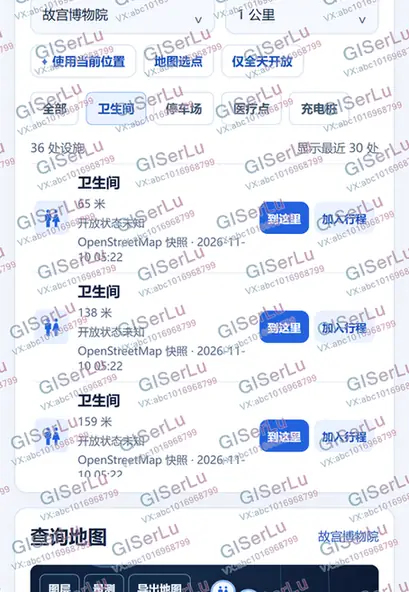 故宫博物院
1 公里
使用当前位置
地图选点
仅全天开放
全部
卫生间
停车场
医疗点
充电桩
36 处设施
显示最近 30 处
卫生间
65 米
开放状态未知
OpenStreetMap 快照 · 2026-11-
10 05:22
到这里
加入行程
卫生间
138 米
开放状态未知
OpenStreetMap 快照 · 2026-11-
10 05:22
到这里
加入行程
卫生间
159 米
开放状态未知
OpenStreetMap 快照 · 2026-11-
10 05:22
到这里
加入行程
查询地图
故宫博物院
图层
导出地图
GISerLu
VX:abc1016968799